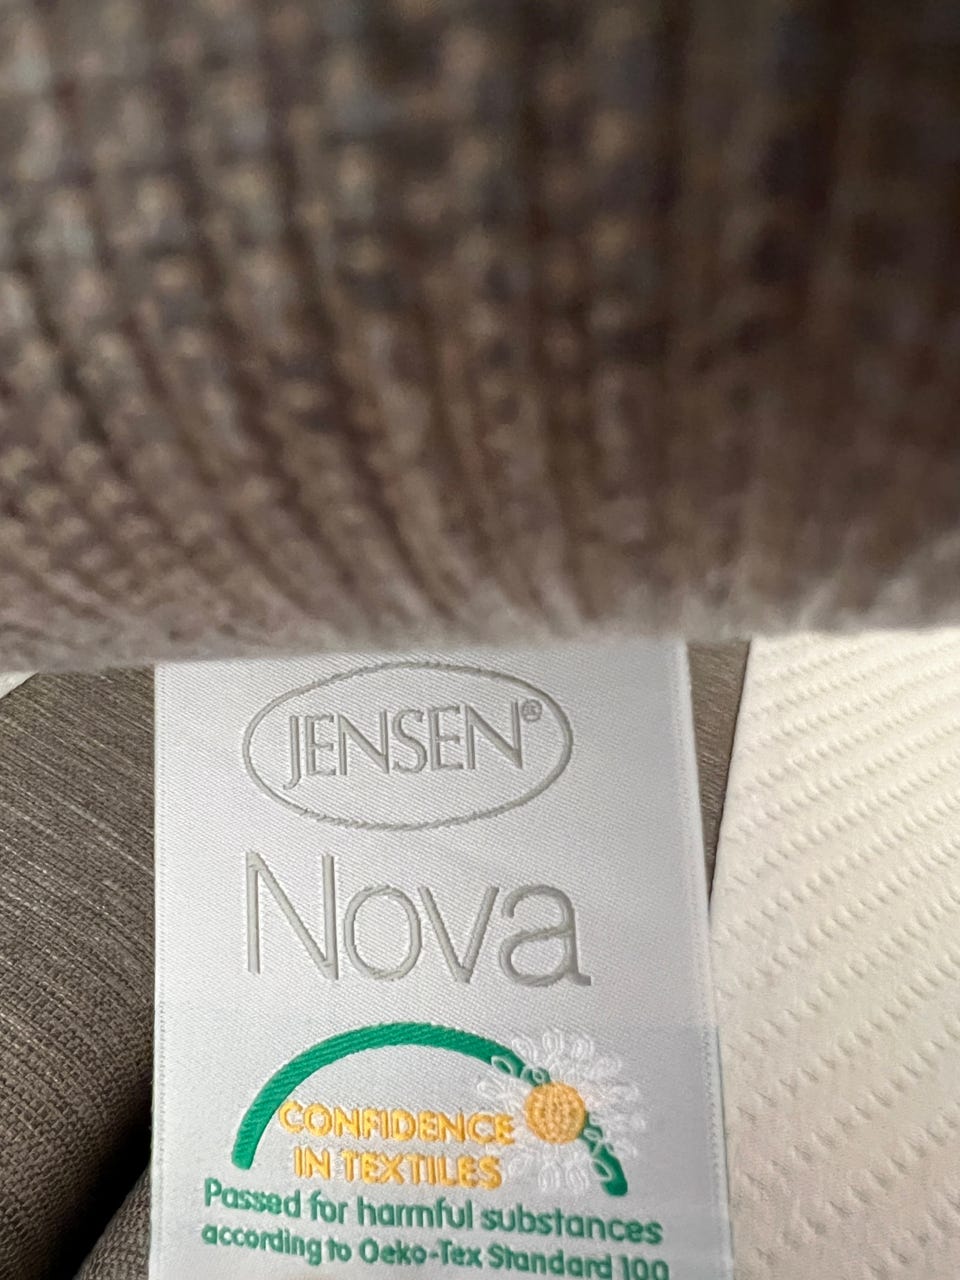 JENSEN®
Nova
CONFIDENCE
IN TEXTILES
Passed for harmful substances
according to Oeko-Tex Standard 100